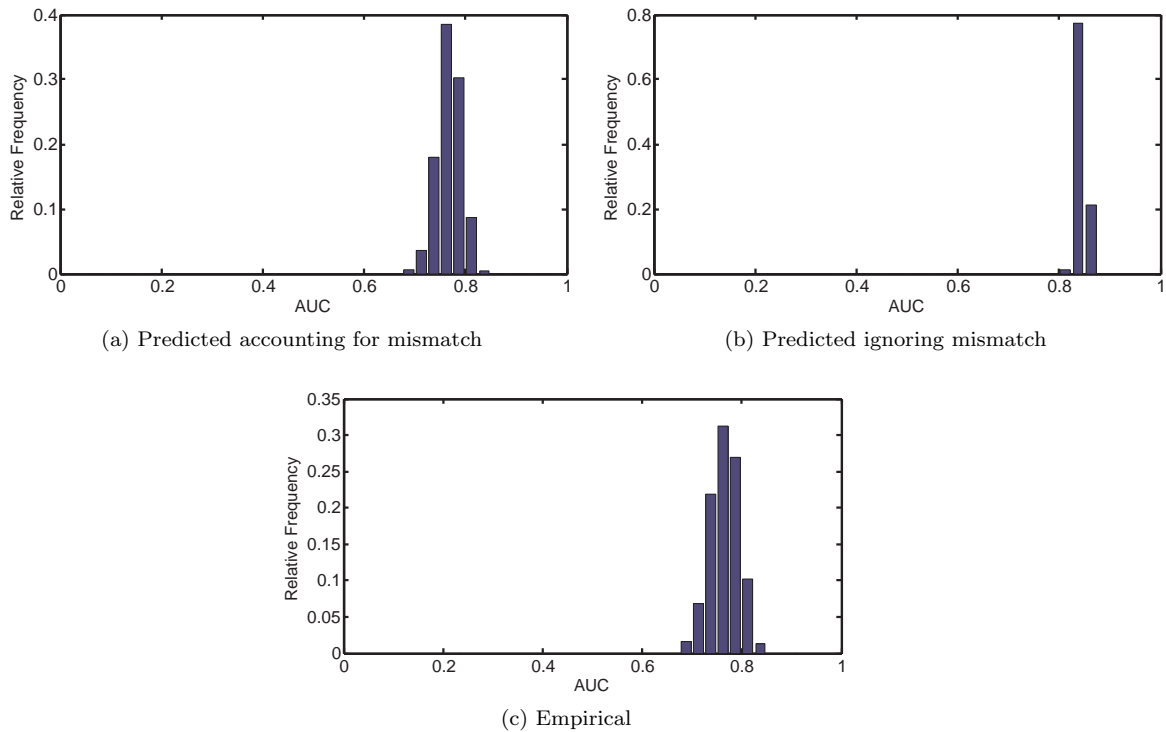 0.4
0.3
0.2
0.1
0
Relative Frequency
0 0.2 0.4 0.6 0.8 1
AUC
(a) Predicted accounting for mismatch
0.8
0.6
0.4
0.2
0
Relative Frequency
0 0.2 0.4 0.6 0.8 1
AUC
(b) Predicted ignoring mismatch
0.35
0.3
0.25
0.2
0.15
0.1
0.05
0
Relative Frequency
0 0.2 0.4 0.6 0.8 1
AUC
(c) Empirical